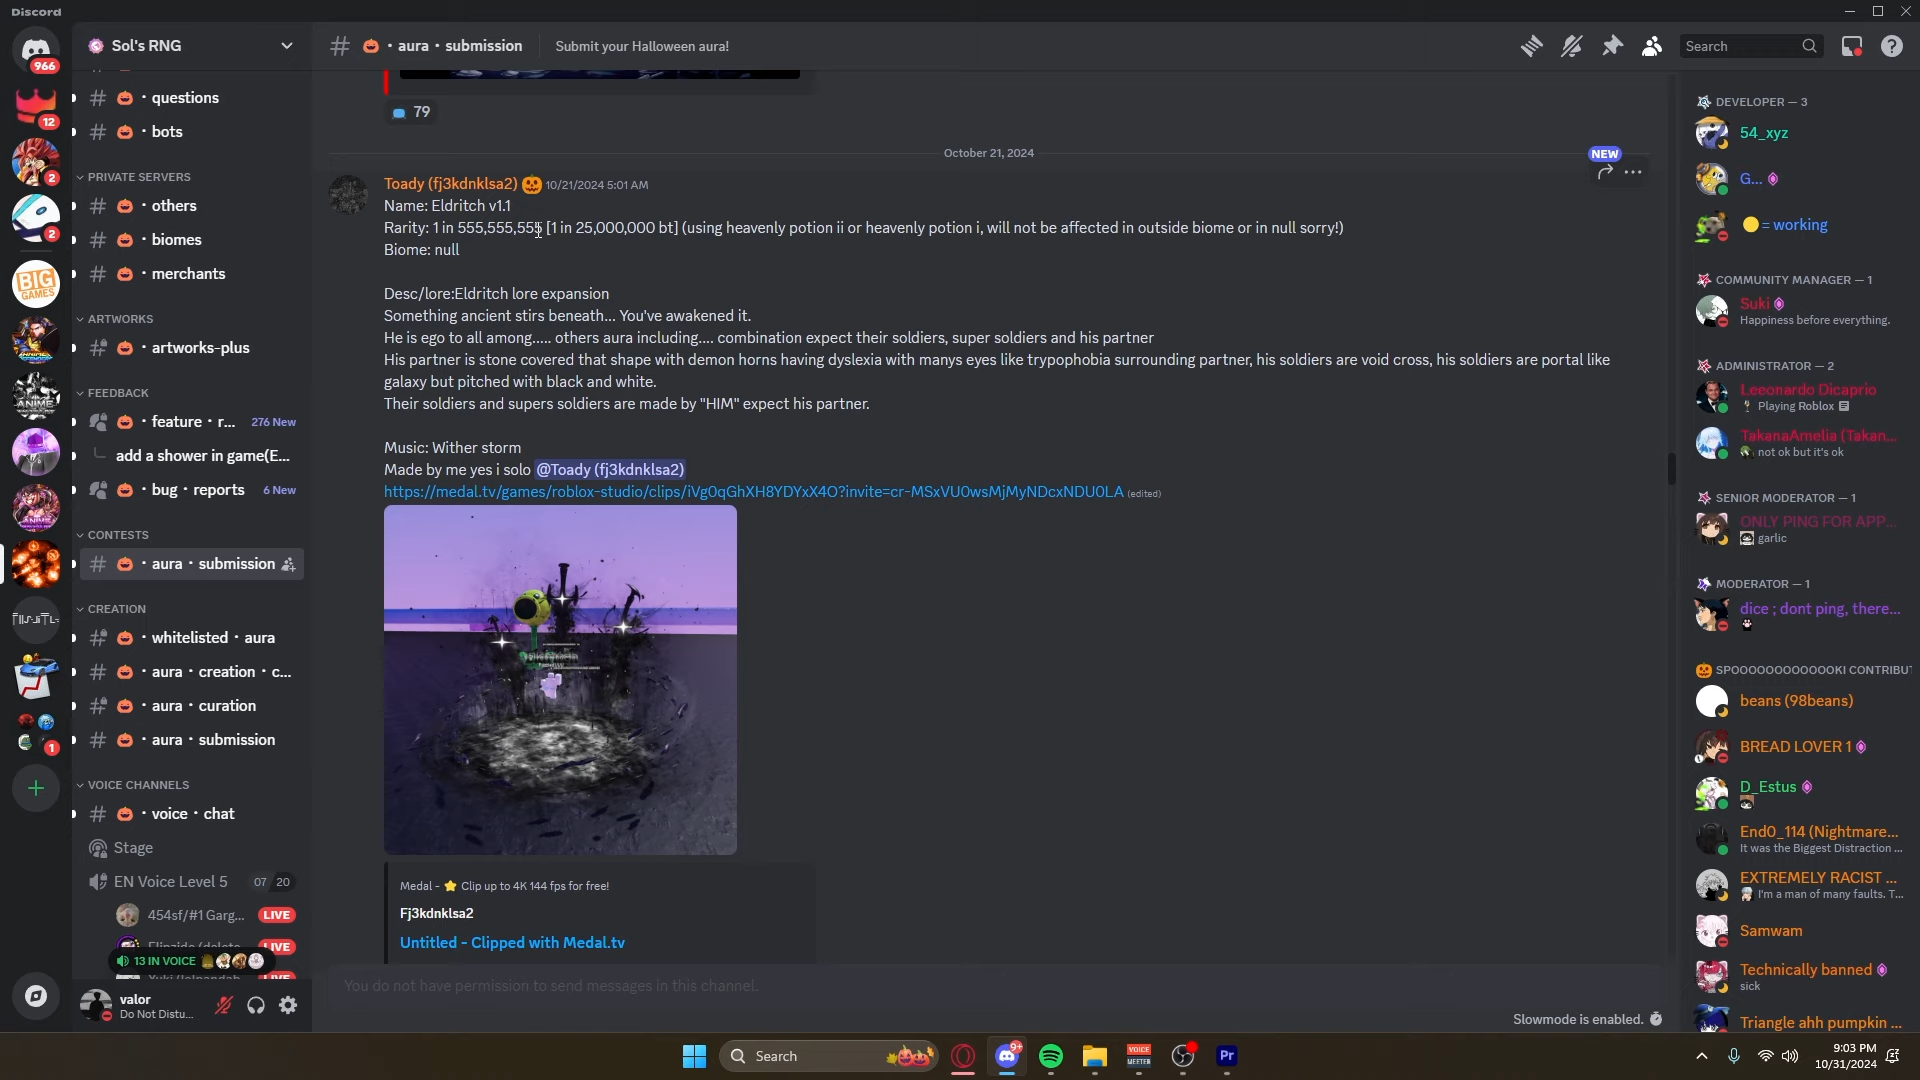 Discord
966
Sol's RNG
・aura・submission
Submit your Halloween aura!
Search
12
2
2
BIG GAMES
1
・questions
・bots
PRIVATE SERVERS
・others
・biomes
・merchants
ARTWORKS
・artworks-plus
FEEDBACK
・feature・r... 276 New
add a shower in game(E...
・bug・reports 6 New
CONTESTS
・aura・submission
CREATION
・whitelisted・aura
・aura・creation・c...
・aura・curation
・aura・submission
VOICE CHANNELS
・voice・chat
Stage
EN Voice Level 5 07 20
454sf/#1 Garg... LIVE
LIVE
13 IN VOICE
LIVE
valor
Do Not Distu...
79
October 21, 2024
NEW
Toady (fj3kdnklsa2) 10/21/2024 5:01 AM
Name: Eldritch v1.1
Rarity: 1 in 555,555,555 [1 in 25,000,000 bt] (using heavenly potion ii or heavenly potion i, will not be affected in outside biome or in null sorry!)
Biome: null
Desc/lore:Eldritch lore expansion
Something ancient stirs beneath... You've awakened it.
He is ego to all among..... others aura including.... combination expect their soldiers, super soldiers and his partner
His partner is stone covered that shape with demon horns having dyslexia with manys eyes like trypophobia surrounding partner, his soldiers are void cross, his soldiers are portal like
galaxy but pitched with black and white.
Their soldiers and supers soldiers are made by "HIM" expect his partner.
Music: Wither storm
Made by me yes i solo @Toady (fj3kdnklsa2)
https://medal.tv/games/roblox-studio/clips/iVg0qGhXH8YDYxX4O?invite=cr-MSxVU0wsMjMyNDcxNDU0LA (edited)
Medal - ⭐ Clip up to 4K 144 fps for free!
Fj3kdnklsa2
Untitled - Clipped with Medal.tv
You do not have permission to send messages in this channel.
Slowmode is enabled.
DEVELOPER — 3
54_xyz
G...
= working
COMMUNITY MANAGER — 1
Suki
Happiness before everything.
ADMINISTRATOR — 2
Leeonardo Dicaprio
Playing Roblox
TakanaAmelia (Takan...
not ok but it's ok
SENIOR MODERATOR — 1
ONLY PING FOR APP...
garlic
MODERATOR — 1
dice ; dont ping, there...
SPOOOOOOOOOOOOKI CONTRIBUT
beans (98beans)
BREAD LOVER 1
D_Estus
End0_114 (Nightmare...
It was the Biggest Distraction ...
EXTREMELY RACIST ...
I'm a man of many faults. T...
Samwam
Technically banned
sick
Triangle ahh pumpkin ...
Search
9+
VOICE MEETER
Pr
9:03 PM
10/31/2024